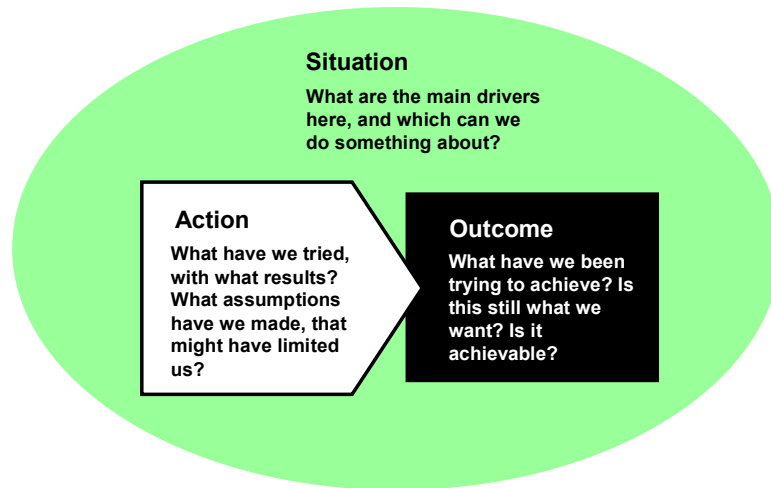 Situation
What are the main drivers
here, and which can we
do something about?
Action
What have we tried,
with what results?
What assumptions
have we made, that
might have limited
us?
Outcome
What have we been
trying to achieve? Is
this still what we
want? Is it
achievable?